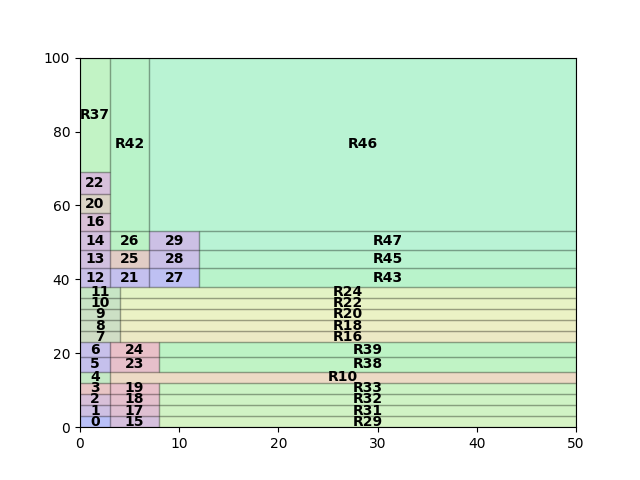 100
R37
R42
R46
80
22
20
60
16
14 26 29 R47
13 25 28 R45
12 21 27 R43
40
11 R24
10 R22
9 R20
8 R18
7 R16
6 24 R39
20
5 23 R38
4 R10
3 19 R33
2 18 R32
1 17 R31
0 15 R29
0
0 10 20 30 40 50